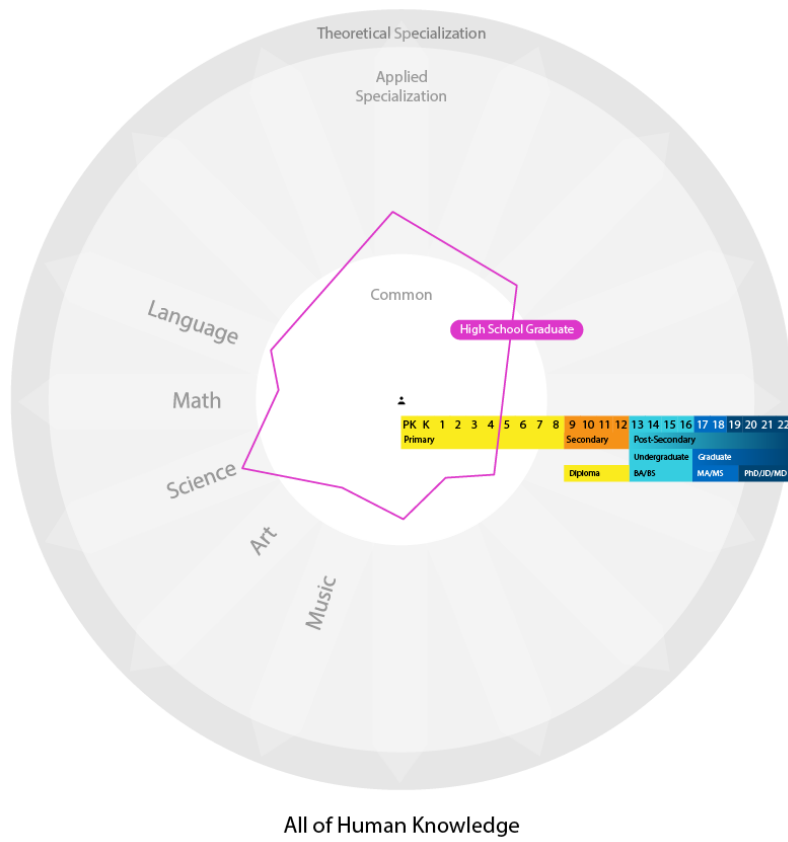 Theoretical Specialization
Applied
Specialization
Common
Language
High School Graduate
Math
PK K 1 2 3 4 5 6 7 8 9 10 11 12 13 14 15 16 17 18 19 20 21 22
Primary Secondary Post-Secondary
Undergraduate Graduate
Diploma BA/BS MA/MS PhD/JD/MD
Science
Art
Music
All of Human Knowledge